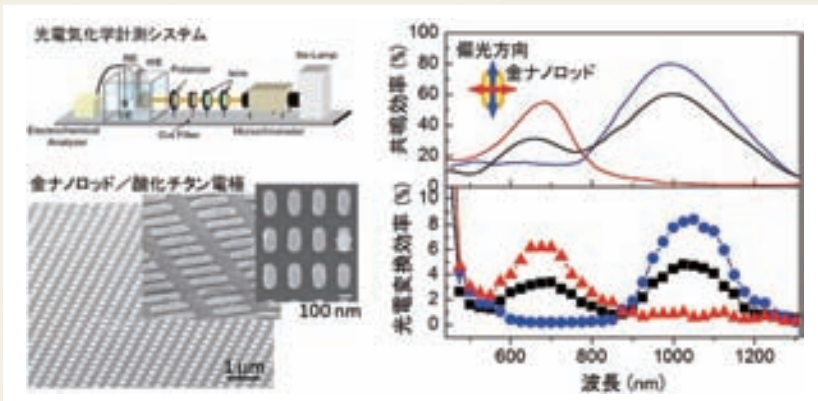 光電気化学計測システム
RE
WE
Polarizer
lens
Xe-Lamp
CE
Electrochemical
Analyzer
Cut Filter
Monochromator
金ナノロッド／酸化チタン電極
100 nm
1 μm
共鳴効率 (%)
100
80
60
40
20
0
偏光方向
金ナノロッド
光電変換効率 (%)
10
8
6
4
2
0
600
800
1000
1200
波長 (nm)